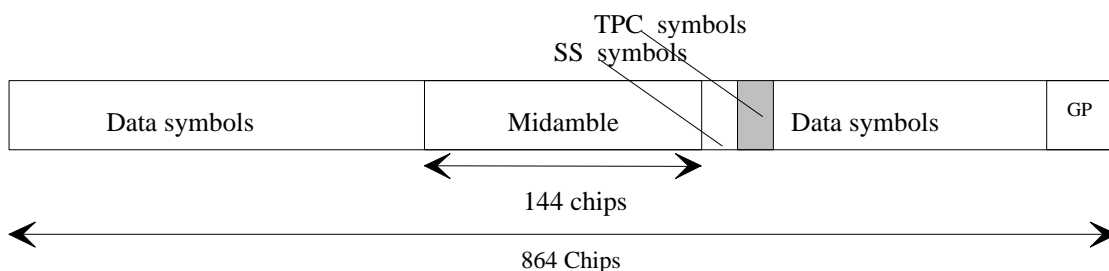 TPC symbols
SS symbols
Data symbols
Midamble
Data symbols
GP
144 chips
864 Chips